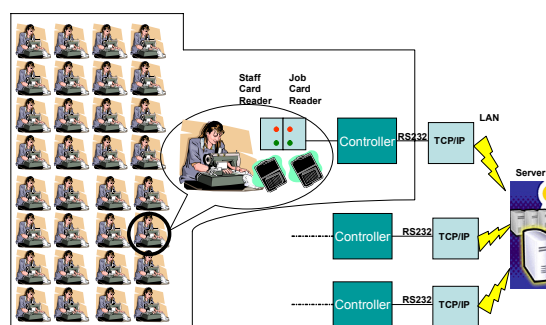 Staff
Card
Reader
Job
Card
Reader
LAN
Controller
RS232
TCP/IP
Server
Controller
RS232
TCP/IP
Controller
RS232
TCP/IP